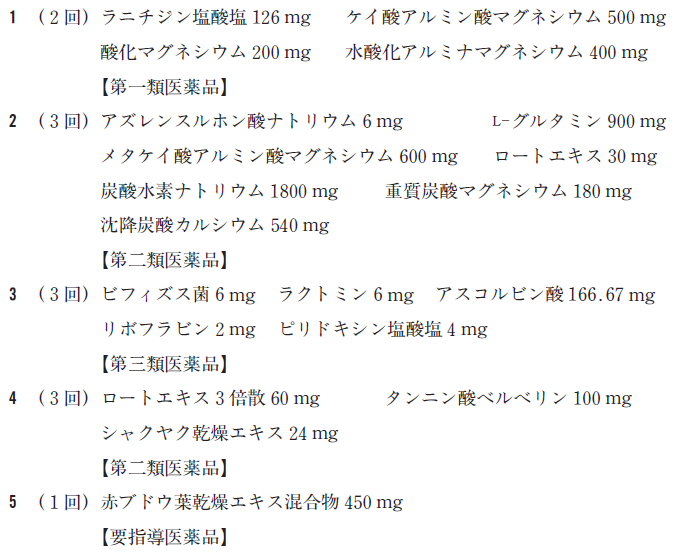 1 (2回) ラニチジン塩酸塩 126 mg ケイ酸アルミン酸マグネシウム 500 mg
酸化マグネシウム 200 mg 水酸化アルミナマグネシウム 400 mg
【第一類医薬品】
2 (3回) アズレンスルホン酸ナトリウム 6 mg L-グルタミン 900 mg
メタケイ酸アルミン酸マグネシウム 600 mg ロートエキス 30 mg
炭酸水素ナトリウム 1800 mg 重質炭酸マグネシウム 180 mg
沈降炭酸カルシウム 540 mg
【第二類医薬品】
3 (3回) ビフィズス菌 6 mg ラクトミン 6 mg アスコルビン酸 166.67 mg
リボフラビン 2 mg ピリドキシン塩酸塩 4 mg
【第三類医薬品】
4 (3回) ロートエキス 3 倍散 60 mg タンニン酸ベルベリン 100 mg
シャクヤク乾燥エキス 24 mg
【第二類医薬品】
5 (1回) 赤ブドウ葉乾燥エキス混合物 450 mg
【要指導医薬品】